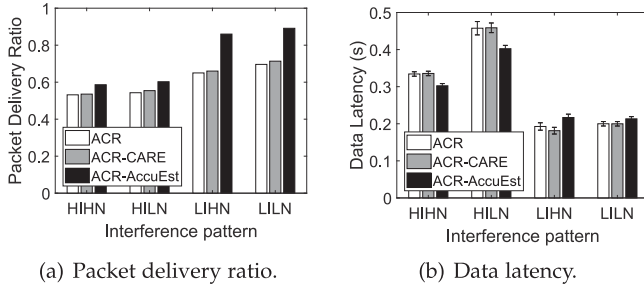 1
0.8
0.6
0.4
0.2
0
Packet Delivery Ratio
ACR
ACR-CARE
ACR-AccuEst
HIHN HILN LIHN LILN
Interference pattern
(a) Packet delivery ratio.
0.5
0.4
0.3
0.2
0.1
0
Data Latency (s)
ACR
ACR-CARE
ACR-AccuEst
HIHN HILN LIHN LILN
Interference pattern
(b) Data latency.